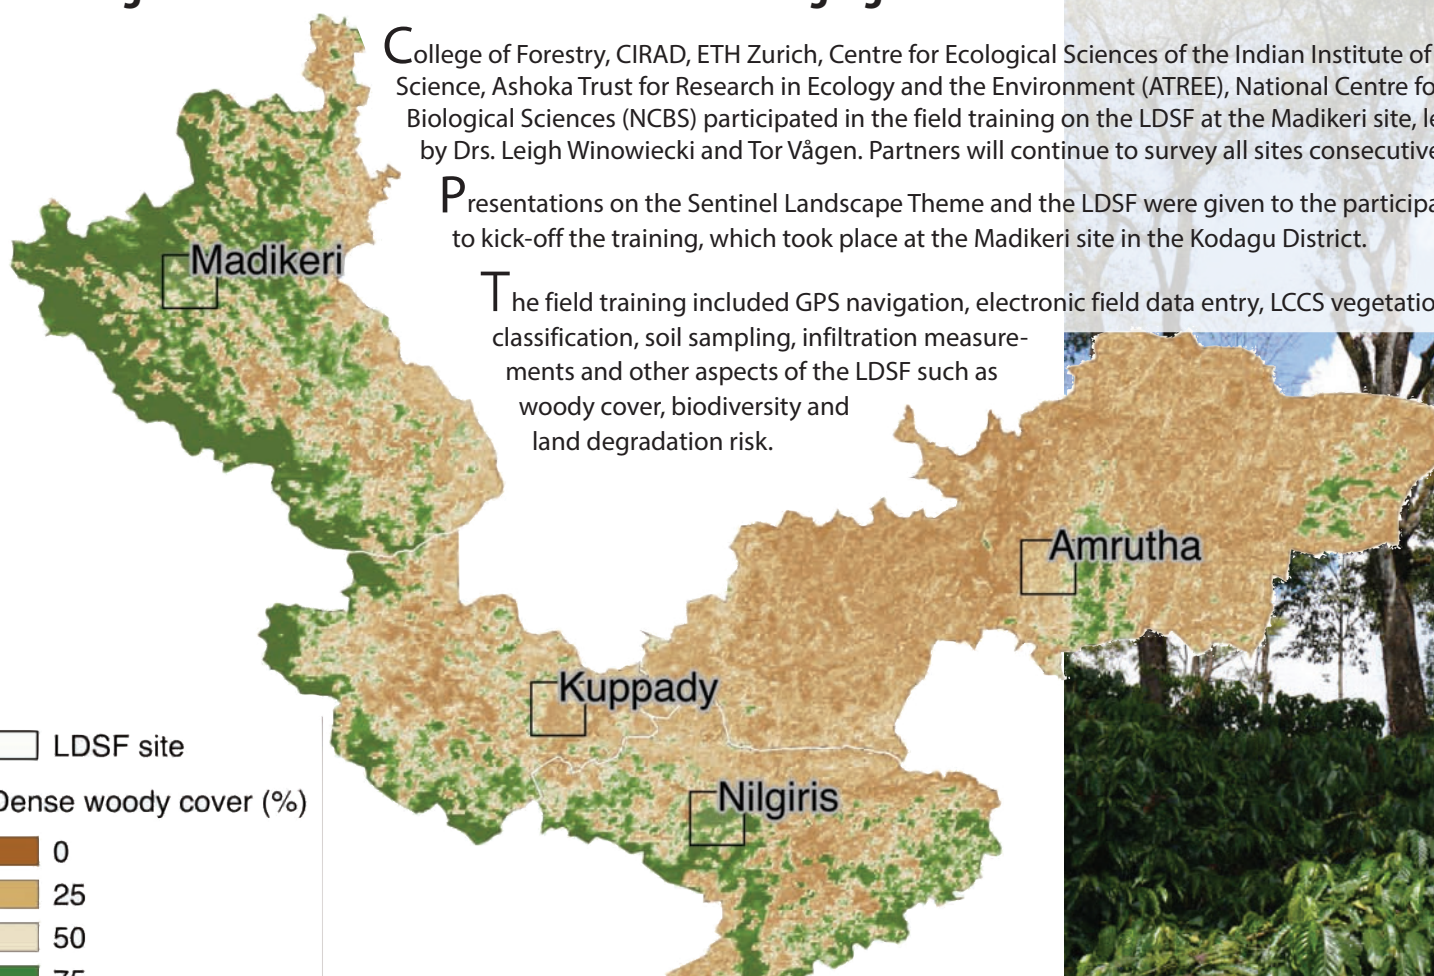 College of Forestry, CIRAD, ETH Zurich, Centre for Ecological Sciences of the Indian Institute of
Science, Ashoka Trust for Research in Ecology and the Environment (ATREE), National Centre fo
Biological Sciences (NCBS) participated in the field training on the LDSF at the Madikeri site, le
by Drs. Leigh Winowiecki and Tor Vågen. Partners will continue to survey all sites consecutive
Presentations on the Sentinel Landscape Theme and the LDSF were given to the participa
to kick-off the training, which took place at the Madikeri site in the Kodagu District.
The field training included GPS navigation, electronic field data entry, LCCS vegetatio
classification, soil sampling, infiltration measure-
ments and other aspects of the LDSF such as
woody cover, biodiversity and
land degradation risk.
Madikeri
Amrutha
Kuppady
Nilgiris
LDSF site
Dense woody cover (%)
0
25
50
75